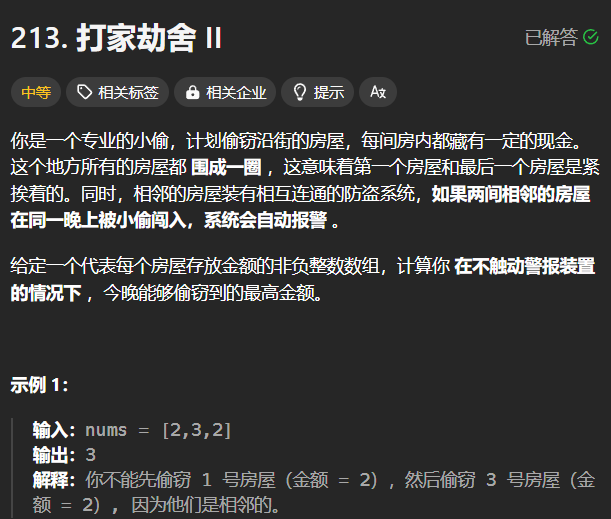 213. 打家劫舍 II
已解答
中等 相关标签 相关企业 提示 Ax
你是一个专业的小偷，计划偷窃沿街的房屋，每间房内都藏有一定的现金。
这个地方所有的房屋都 围成一圈 ，这意味着第一个房屋和最后一个房屋是紧
挨着的。同时，相邻的房屋装有相互连通的防盗系统，如果两间相邻的房屋
在同一晚上被小偷闯入，系统会自动报警 。
给定一个代表每个房屋存放金额的非负整数数组，计算你 在不触动警报装置
的情况下 ，今晚能够偷窃到的最高金额。
示例 1：
输入：nums = [2,3,2]
输出：3
解释：你不能先偷窃 1 号房屋（金额 = 2），然后偷窃 3 号房屋（金
额 = 2），因为他们是相邻的。